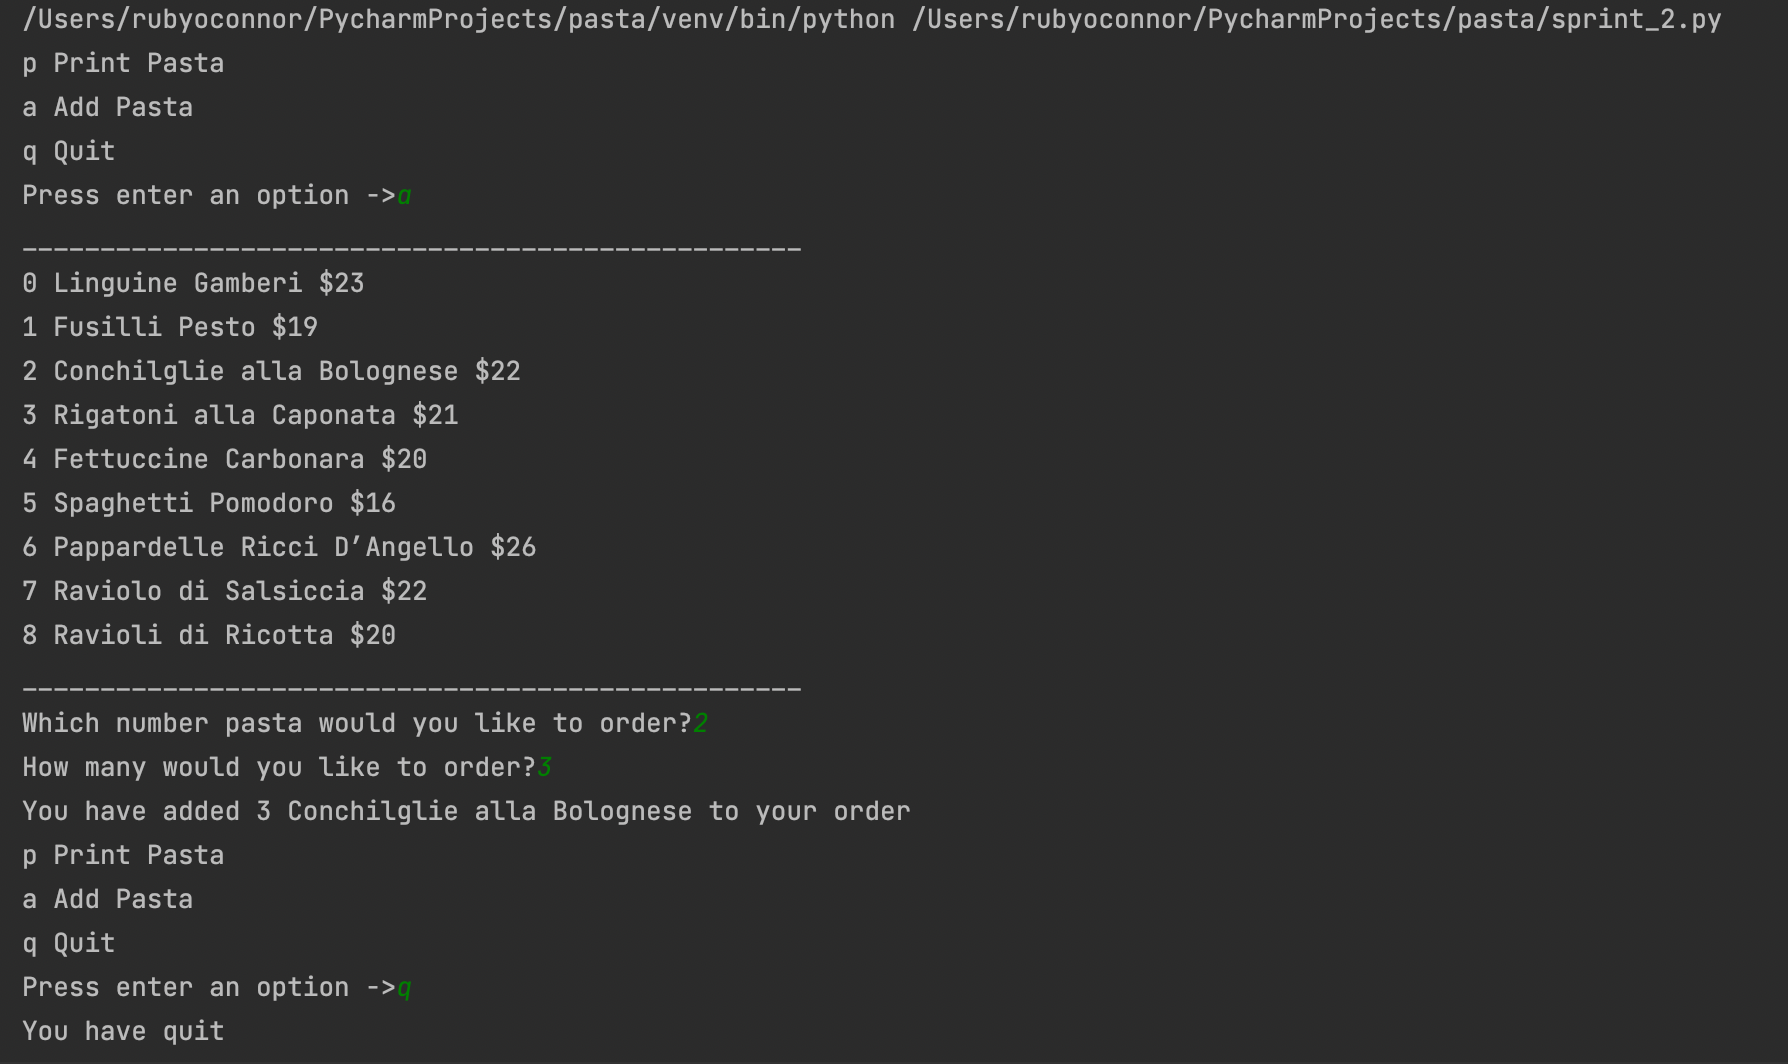 /Users/rubyoconnor/PycharmProjects/pasta/venv/bin/python /Users/rubyoconnor/PycharmProjects/pasta/sprint_2.py
p Print Pasta
a Add Pasta
q Quit
Press enter an option ->a
__________________________________________________
0 Linguine Gamberi $23
1 Fusilli Pesto $19
2 Conchilglie alla Bolognese $22
3 Rigatoni alla Caponata $21
4 Fettuccine Carbonara $20
5 Spaghetti Pomodoro $16
6 Pappardelle Ricci D’Angello $26
7 Raviolo di Salsiccia $22
8 Ravioli di Ricotta $20
__________________________________________________
Which number pasta would you like to order?2
How many would you like to order?3
You have added 3 Conchilglie alla Bolognese to your order
p Print Pasta
a Add Pasta
q Quit
Press enter an option ->q
You have quit